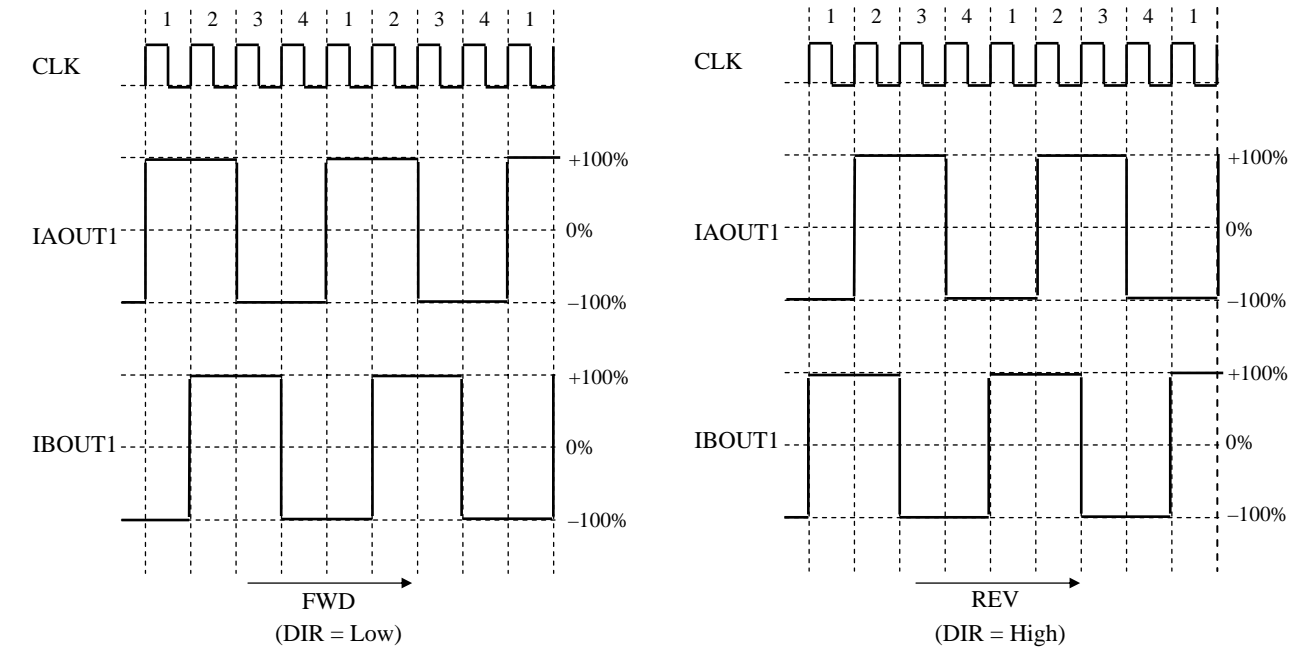 1 2 3 4 1 2 3 4 1
CLK
+100%
IAOUT1
0%
–100%
+100%
IBOUT1
0%
–100%
FWD
(DIR = Low)
1 2 3 4 1 2 3 4 1
CLK
+100%
IAOUT1
0%
–100%
+100%
IBOUT1
0%
–100%
REV
(DIR = High)